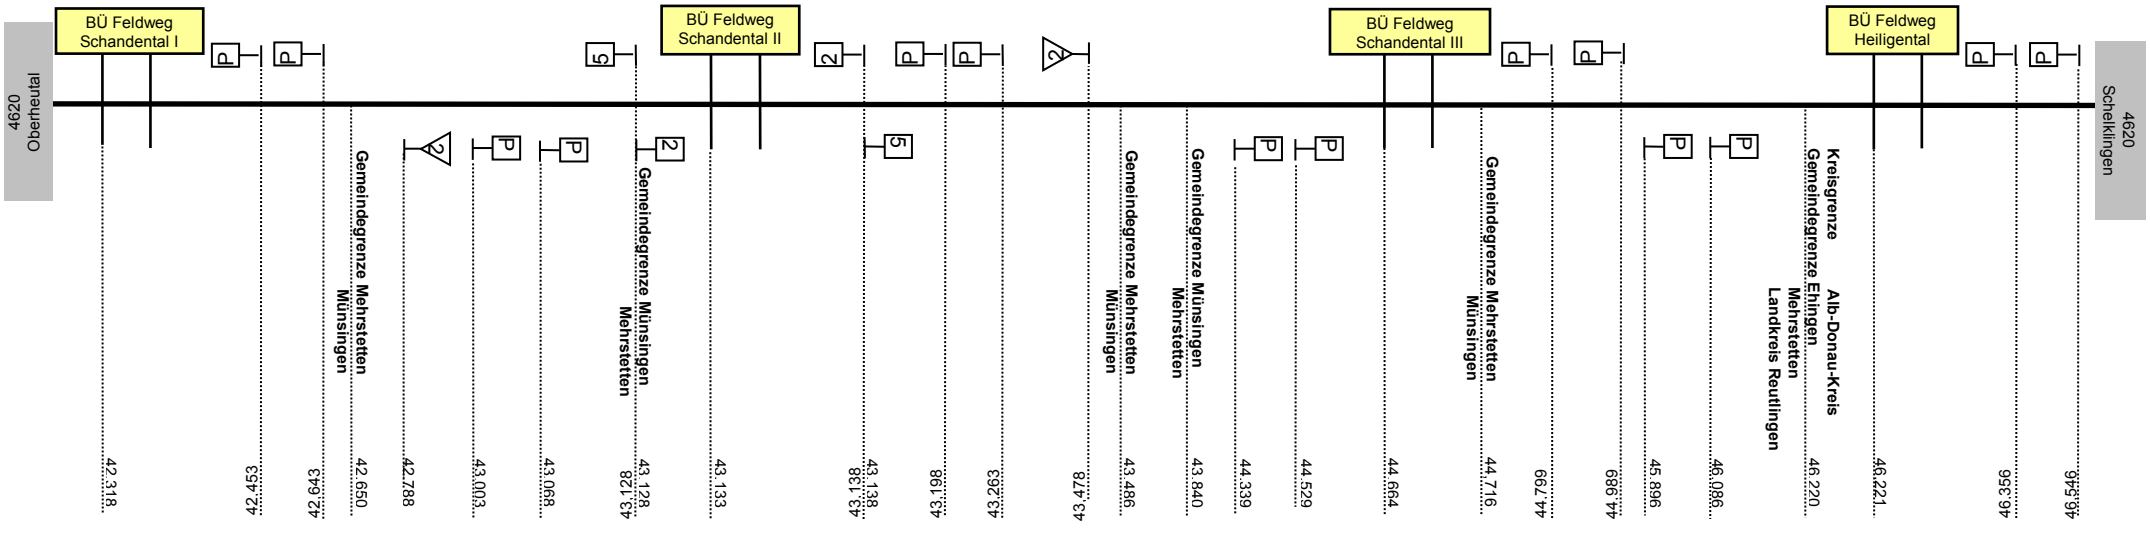 4620
Oberheutal
BÜ Feldweg
Schandental I
P
P
5
BÜ Feldweg
Schandental II
2
P
P
2
BÜ Feldweg
Schandental III
P
P
BÜ Feldweg
Heiligental
P
P
4620
Schelklingen
2
P
P
2
5
P
P
P
P
Gemeindegrenze Mehrstetten
Münsingen
Gemeindegrenze Münsingen
Mehrstetten
Gemeindegrenze Mehrstetten
Münsingen
Gemeindegrenze Münsingen
Mehrstetten
Gemeindegrenze Mehrstetten
Münsingen
Kreisgrenze Alb-Donau-Kreis
Gemeindegrenze Ehingen
Mehrstetten
Landkreis Reutlingen
42.318
42.453
42.643
42.650
42.788
43.003
43.068
43.128
43.128
43.133
43.138
43.138
43.198
43.263
43.478
43.486
43.840
44.339
44.529
44.664
44.716
44.799
44.989
45.896
46.086
46.220
46.221
46.356
46.546